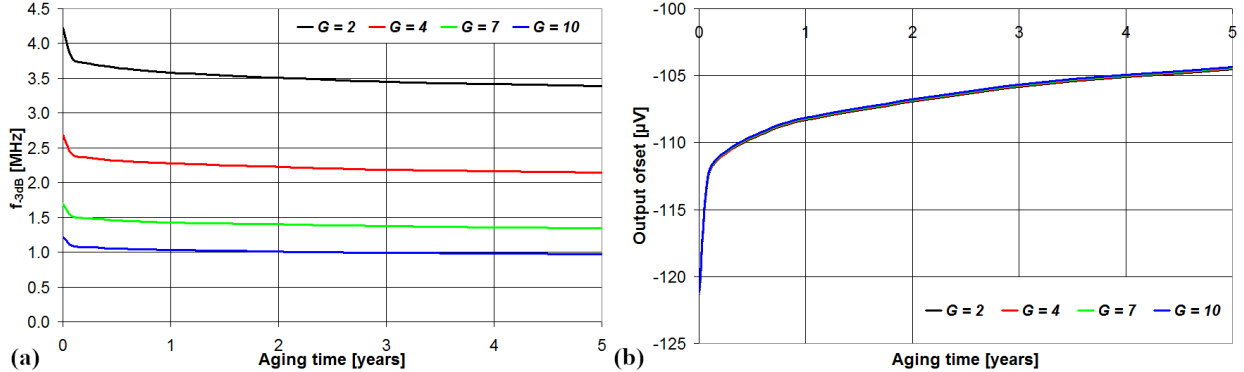 4.5
4.0
3.5
3.0
2.5
2.0
1.5
1.0
0.5
0.0
f-3dB [MHz]
G = 2 G = 4 G = 7 G = 10
0 1 2 3 4 5
(a) Aging time [years]
-100
-105
-110
-115
-120
-125
Output ofset [µV]
0 1 2 3 4 5
G = 2 G = 4 G = 7 G = 10
(b) Aging time [years]